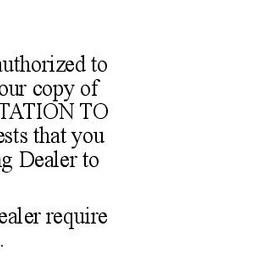 uthorized to
our copy of
TATION TO
ests that you
g Dealer to
ealer require
.